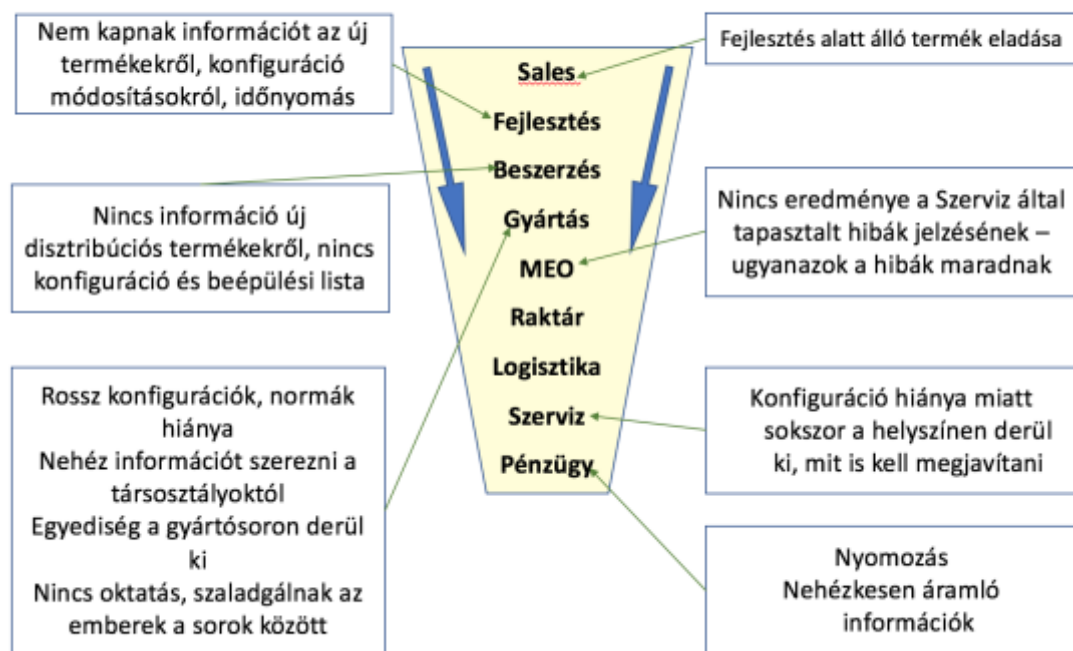 Nem kapnak információt az új
termékekről, konfiguráció
módosításokról, időnyomás
Nincs információ új
disztribúciós termékekről, nincs
konfiguráció és beépülési lista
Rossz konfigurációk, normák
hiánya
Nehéz információt szerezni a
társosztályoktól
Egyediség a gyártósoron derül
ki
Nincs oktatás, szaladgálnak az
emberek a sorok között
Sales
Fejlesztés
Beszerzés
Gyártás
MEO
Raktár
Logisztika
Szerviz
Pénzügy
Fejlesztés alatt álló termék eladása
Nincs eredménye a Szerviz által
tapasztalt hibák jelzésének –
ugyanazok a hibák maradnak
Konfiguráció hiánya miatt
sokszor a helyszínen derül
ki, mit is kell megjavítani
Nyomozás
Nehézkesen áramló
információk